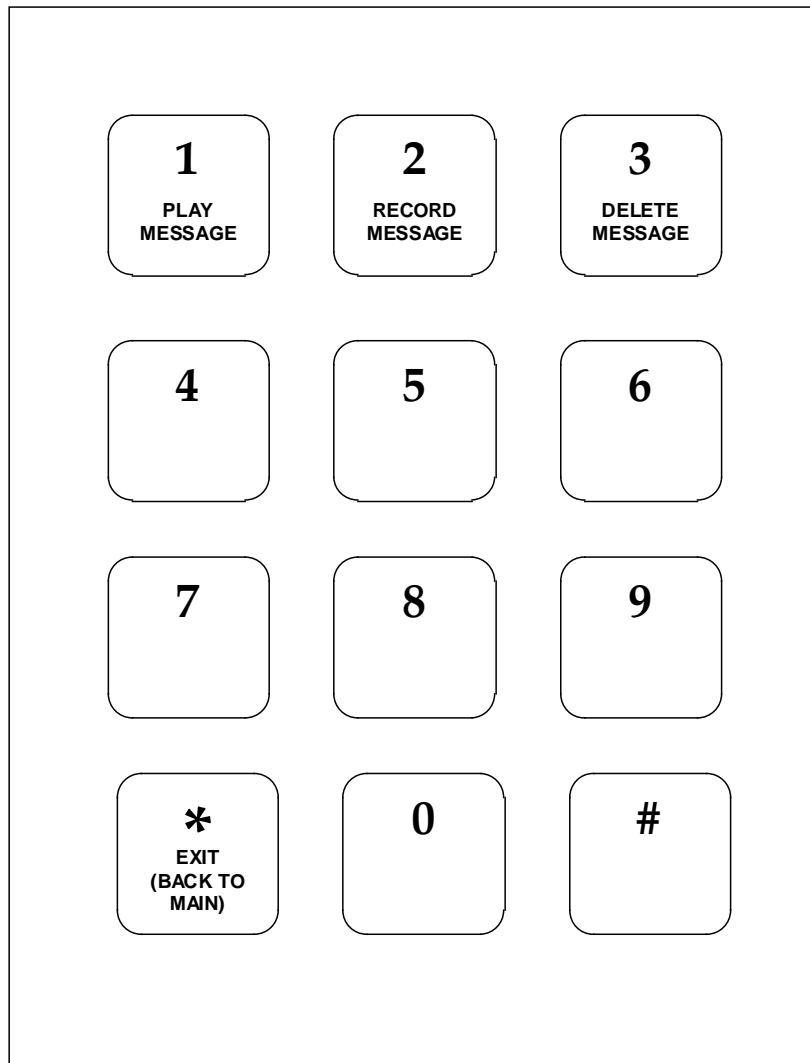 1 2 3
PLAY RECORD DELETE
MESSAGE MESSAGE MESSAGE
4 5 6
7 8 9
* 0 #
EXIT
(BACK TO
MAIN)